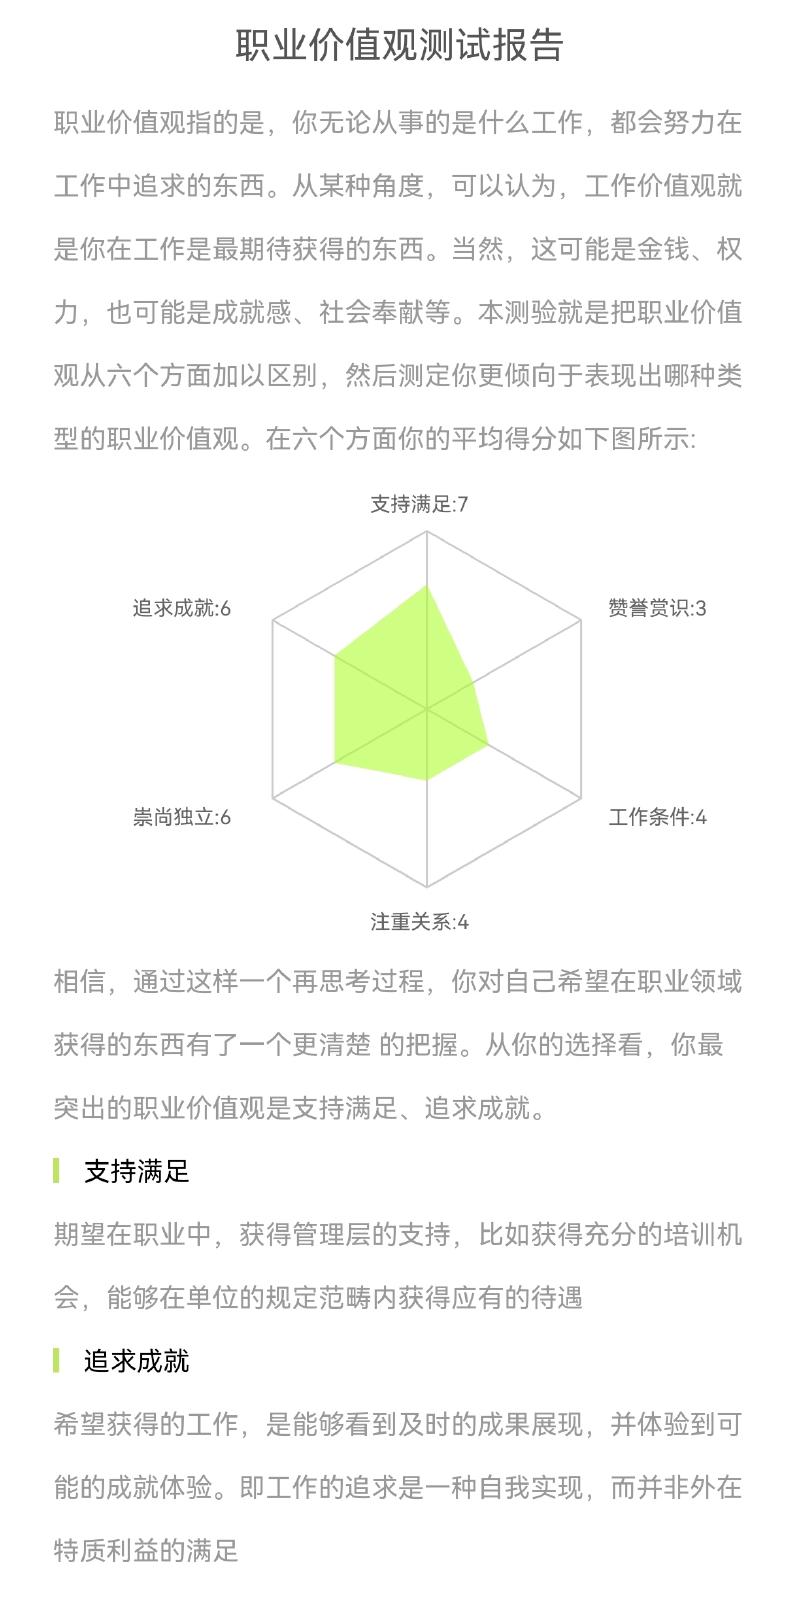 职业价值观测试报告
职业价值观指的是，你无论从事的是什么工作，都会努力在
工作中追求的东西。从某种角度，可以认为，工作价值观就
是你在工作是最期待获得的东西。当然，这可能是金钱、权
力，也可能是成就感、社会奉献等。本测验就是把职业价值
观从六个方面加以区别，然后测定你更倾向于表现出哪种类
型的职业价值观。在六个方面你的平均得分如下图所示:
支持满足:7
追求成就:6
赞誉赏识:3
崇尚独立:6
工作条件:4
注重关系:4
相信，通过这样一个再思考过程，你对自己希望在职业领域
获得的东西有了一个更清楚 的把握。从你的选择看，你最
突出的职业价值观是支持满足、追求成就。
支持满足
期望在职业中，获得管理层的支持，比如获得充分的培训机
会，能够在单位的规定范畴内获得应有的待遇
追求成就
希望获得的工作，是能够看到及时的成果展现，并体验到可
能的成就体验。即工作的追求是一种自我实现，而并非外在
特质利益的满足